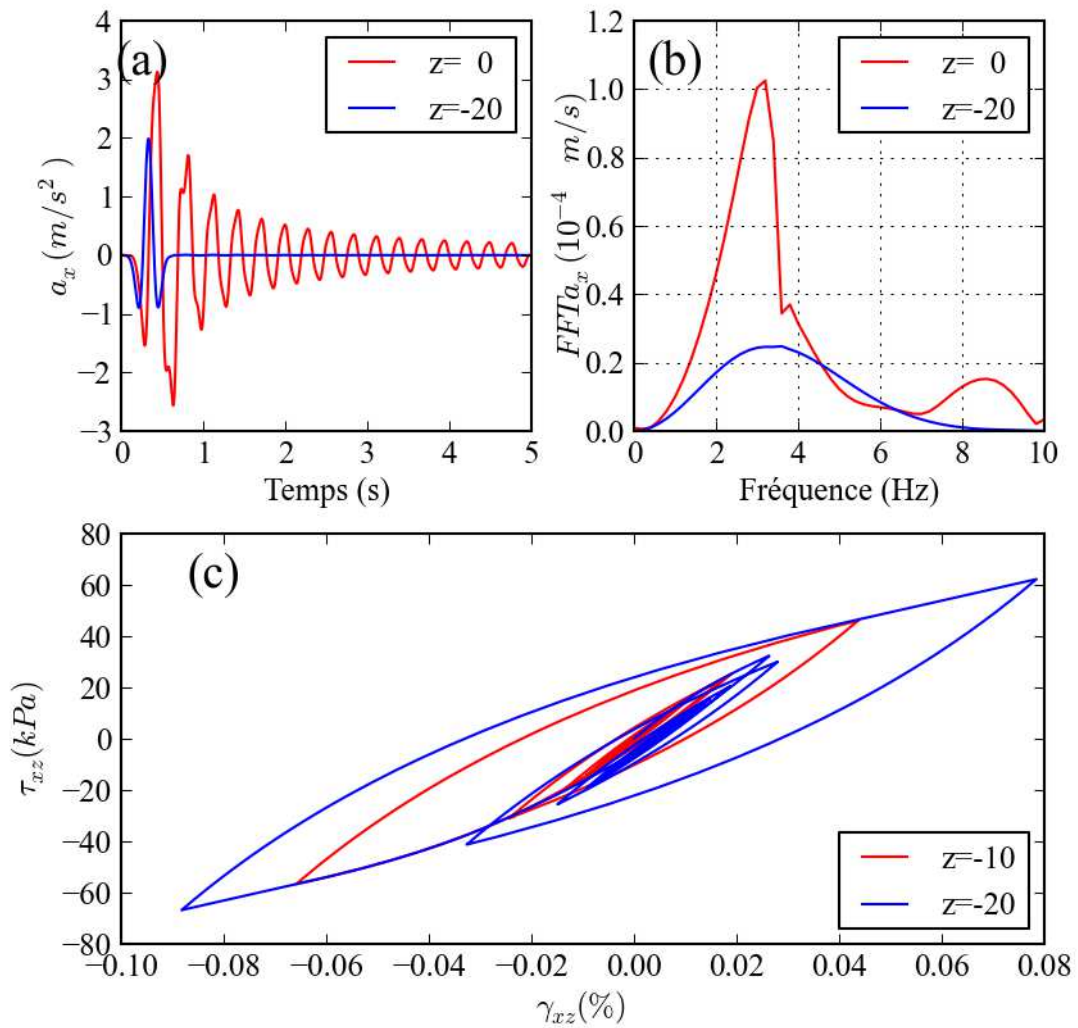 (a)
4
3
2
1
0
−1
−2
−3
a_x (m/s²)
z= 0
z=-20
0 1 2 3 4 5
Temps (s)
(b)
1.2
1.0
0.8
0.6
0.4
0.2
0.0
FFTa_x (10⁻⁴ m/s)
z= 0
z=-20
0 2 4 6 8 10
Fréquence (Hz)
(c)
80
60
40
20
0
−20
−40
−60
−80
τ_xz(kPa)
z=-10
z=-20
−0.10 −0.08 −0.06 −0.04 −0.02 0.00 0.02 0.04 0.06 0.08
γ_xz(%)